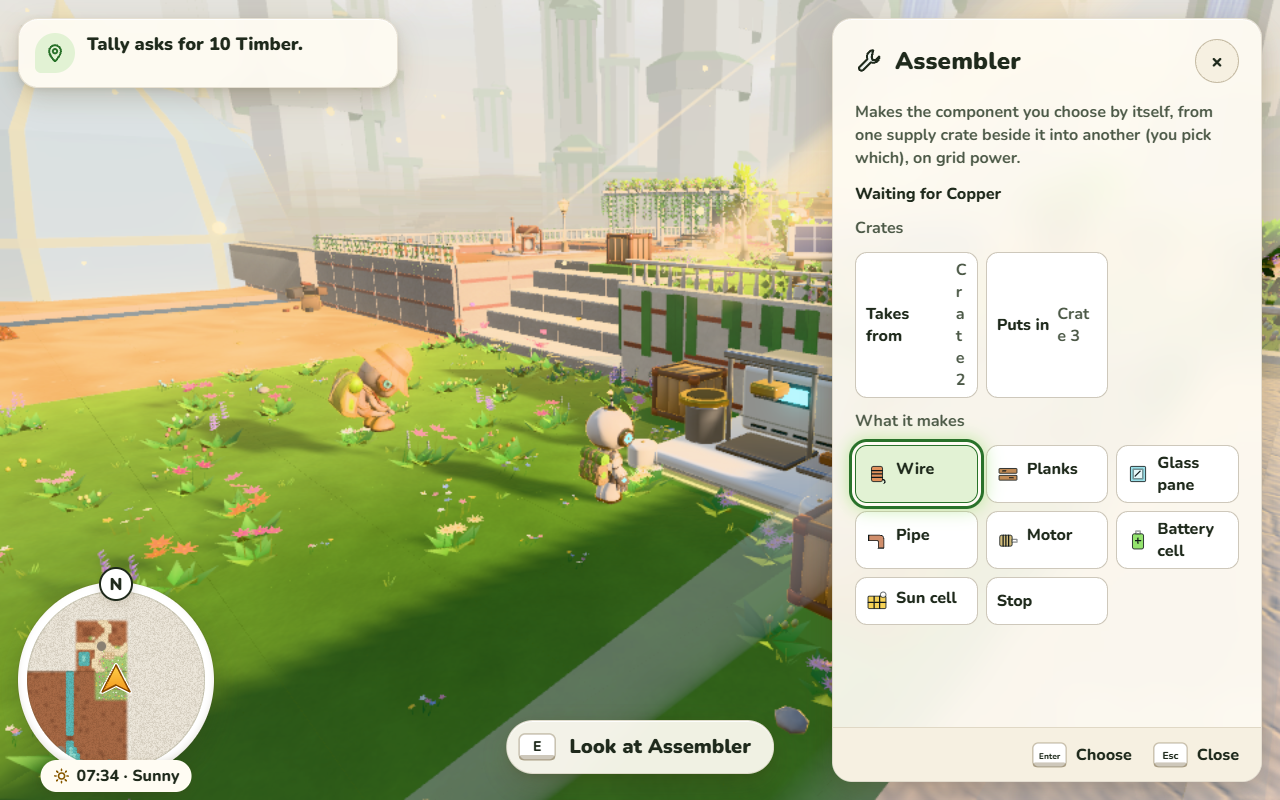 Tally asks for 10 Timber.
Assembler
×
Makes the component you choose by itself, from
one supply crate beside it into another (you pick
which), on grid power.
Waiting for Copper
Crates
Takes
from
C
r
a
t
e
2
Puts in
Crat
e 3
What it makes
Wire
Planks
Glass
pane
Pipe
Motor
Battery
cell
Sun cell
Stop
N
07:34 · Sunny
E Look at Assembler
Enter Choose Esc Close